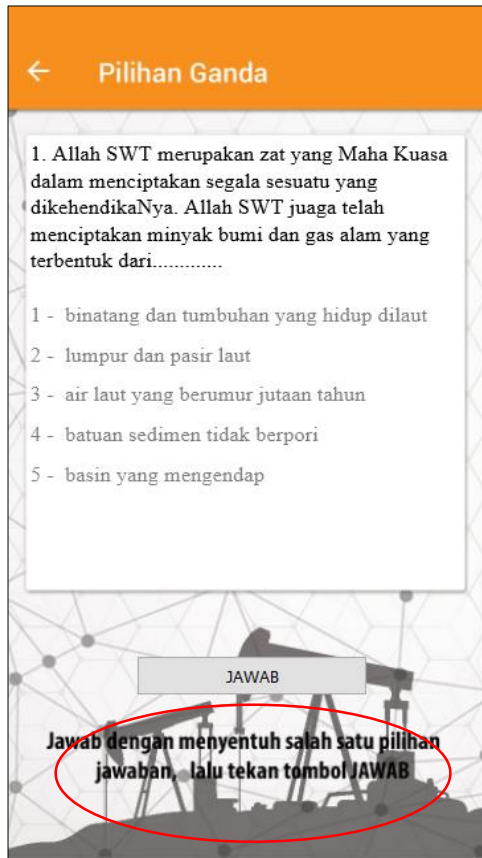 Pilihan Ganda
1. Allah SWT merupakan zat yang Maha Kuasa
dalam menciptakan segala sesuatu yang
dikehendikaNya. Allah SWT juaga telah
menciptakan minyak bumi dan gas alam yang
terbentuk dari.............
1 - binatang dan tumbuhan yang hidup dilaut
2 - lumpur dan pasir laut
3 - air laut yang berumur jutaan tahun
4 - batuan sedimen tidak berpori
5 - basin yang mengendap
JAWAB
Jawab dengan menyentuh salah satu pilihan
jawaban, lalu tekan tombol JAWAB